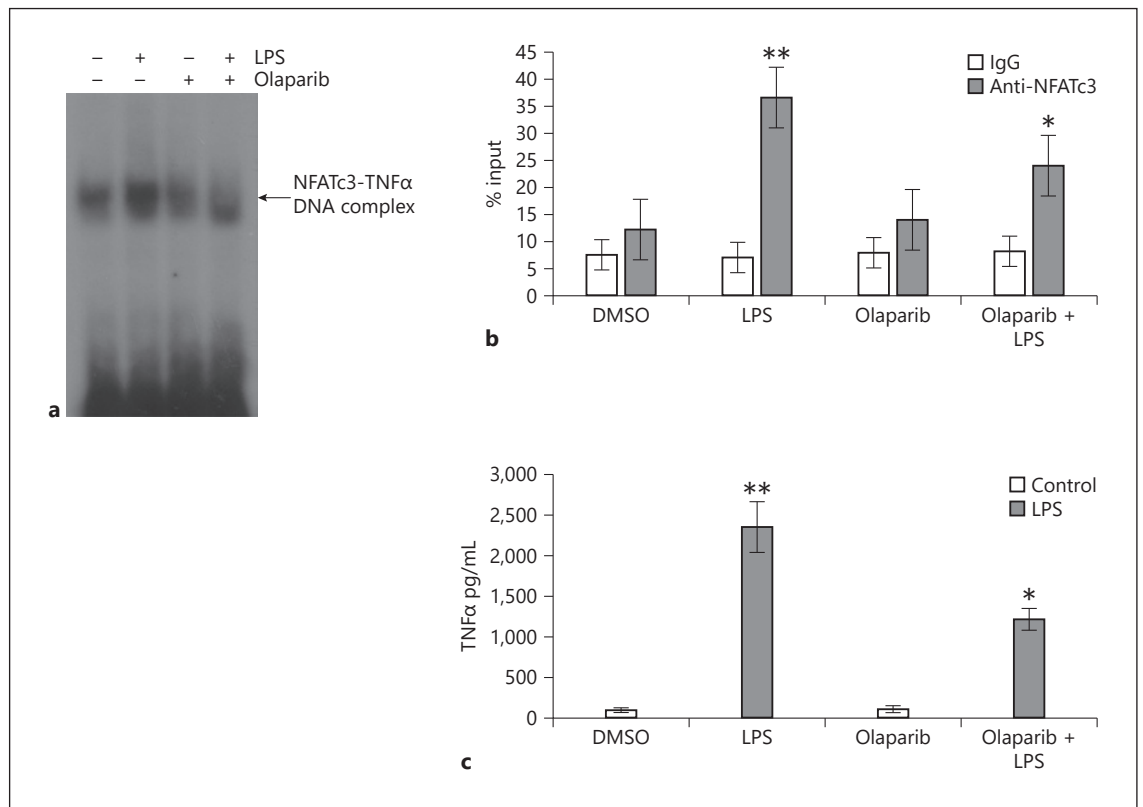 – + – + LPS
– – + + Olaparib
NFATc3-TNFα
DNA complex
a
45
40
35
30
25
20
15
10
5
0
% input
**
*
IgG
Anti-NFATc3
DMSO LPS Olaparib Olaparib +
LPS
b
3,000
2,500
2,000
1,500
1,000
500
0
TNFα pg/mL
**
*
Control
LPS
DMSO LPS Olaparib Olaparib +
LPS
c